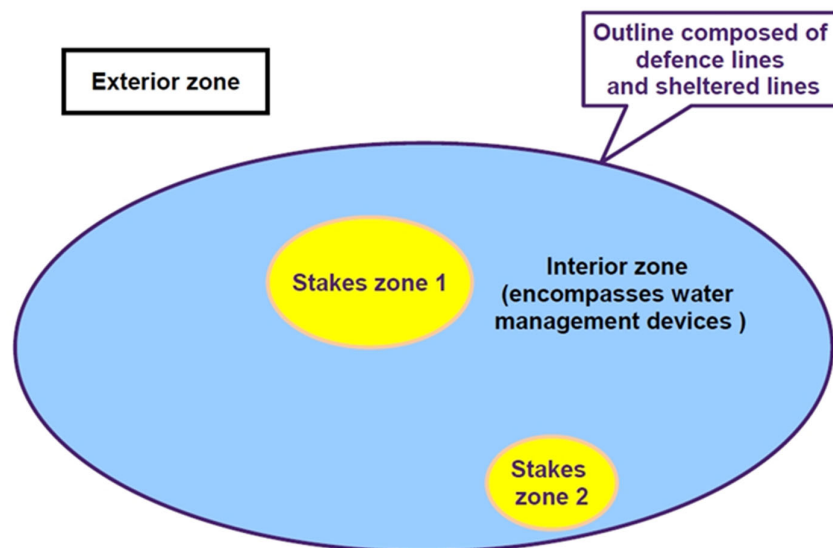 Outline composed of
defence lines
and sheltered lines
Exterior zone
Stakes zone 1
Interior zone
(encompasses water
management devices )
Stakes
zone 2